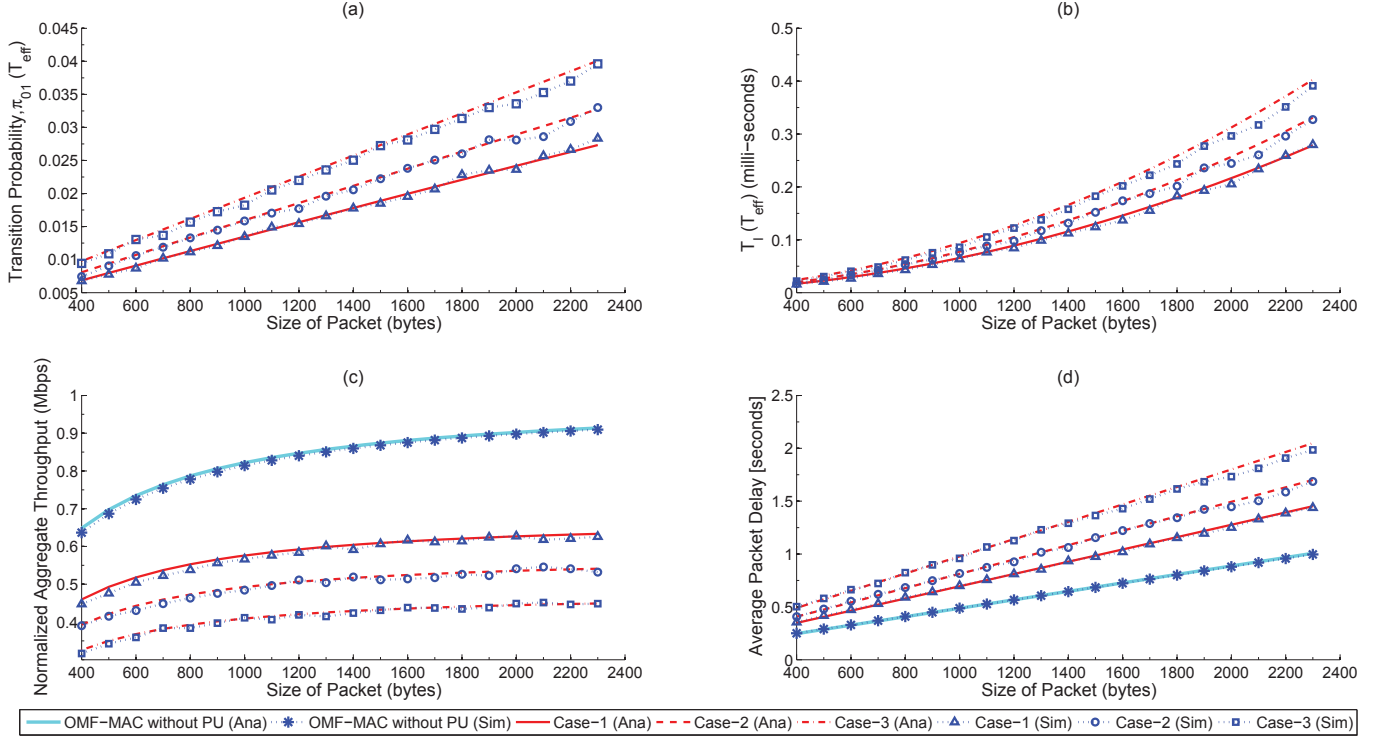 (a)
Transition Probability, π01 (Teff)
0.045
0.04
0.035
0.03
0.025
0.02
0.015
0.01
0.005
400 600 800 1000 1200 1400 1600 1800 2000 2200 2400
Size of Packet (bytes)
(b)
TI (Teff) (milli−seconds)
0.5
0.4
0.3
0.2
0.1
0
400 600 800 1000 1200 1400 1600 1800 2000 2200 2400
Size of Packet (bytes)
(c)
Normalized Aggregate Throughput (Mbps)
1
0.9
0.8
0.7
0.6
0.5
0.4
400 600 800 1000 1200 1400 1600 1800 2000 2200 2400
Size of Packet (bytes)
(d)
Average Packet Delay [seconds]
2.5
2
1.5
1
0.5
0
400 600 800 1000 1200 1400 1600 1800 2000 2200 2400
Size of Packet (bytes)
OMF−MAC without PU (Ana) OMF−MAC without PU (Sim) Case−1 (Ana) Case−2 (Ana) Case−3 (Ana) Case−1 (Sim) Case−2 (Sim) Case−3 (Sim)